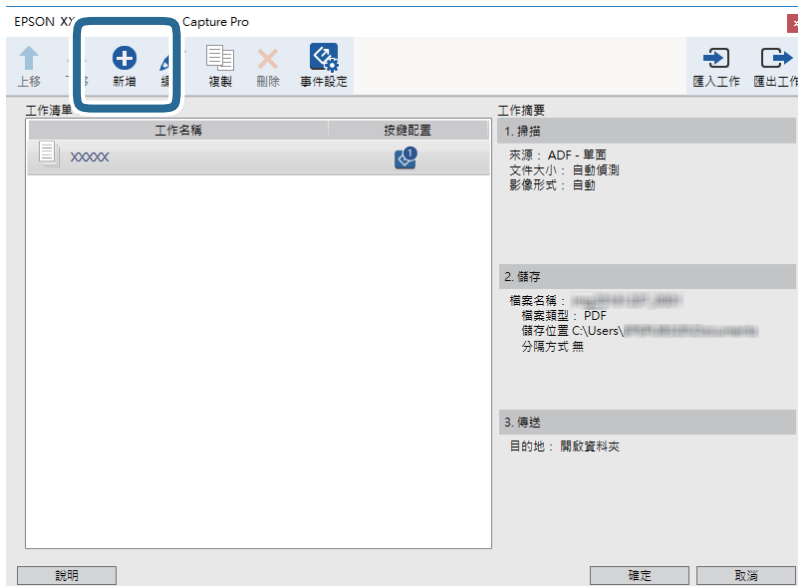 EPSON XX Capture Pro
上移 新增 複製 刪除 事件設定 匯入工作 匯出工作
工作清單
工作名稱 按鍵配置
XXXXX 1
工作摘要
1. 掃描
來源： ADF - 單面
文件大小： 自動偵測
影像形式： 自動
2. 儲存
檔案名稱：
檔案類型： PDF
儲存位置 C:\Users\
分隔方式 無
3. 傳送
目的地： 開啟資料夾
說明 確定 取消